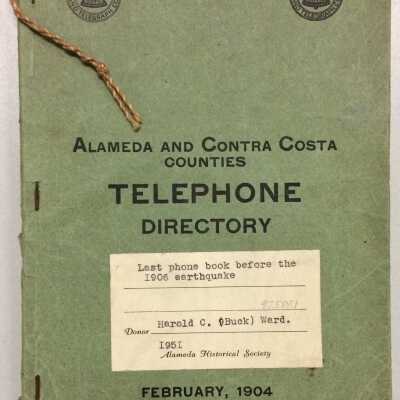 ALAMEDA AND CONTRA COSTA
COUNTIES
TELEPHONE
DIRECTORY
Last phone book before the
1906 earthquake
Donor Harold C. (Buck) Ward.
1951
Alameda Historical Society
FEBRUARY, 1904